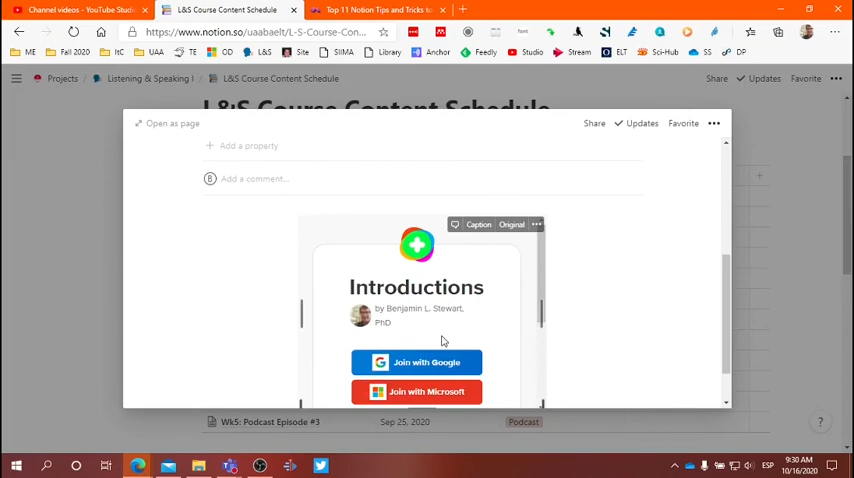 Channel videos - YouTube Studio
L&S Course Content Schedule
Top 11 Notion Tips and Tricks to
https://www.notion.so/uaabaelt/L-S-Course-Con...
ME
Fall 2020
ItC
UAA
TE
OD
L&S
Site
SIIMA
Library
Anchor
Feedly
Studio
Stream
ELT
Sci-Hub
SS
DP
Projects / Listening & Speaking I / L&S Course Content Schedule
Share
Updates
Favorite
L&S Course Content Schedule
Open as page
Share
Updates
Favorite
Add a property
B
Add a comment...
Caption
Original
Introductions
by Benjamin L. Stewart,
PhD
Join with Google
Join with Microsoft
Wk5: Podcast Episode #3
Sep 25, 2020
Podcast
?
ESP
9:30 AM
10/16/2020